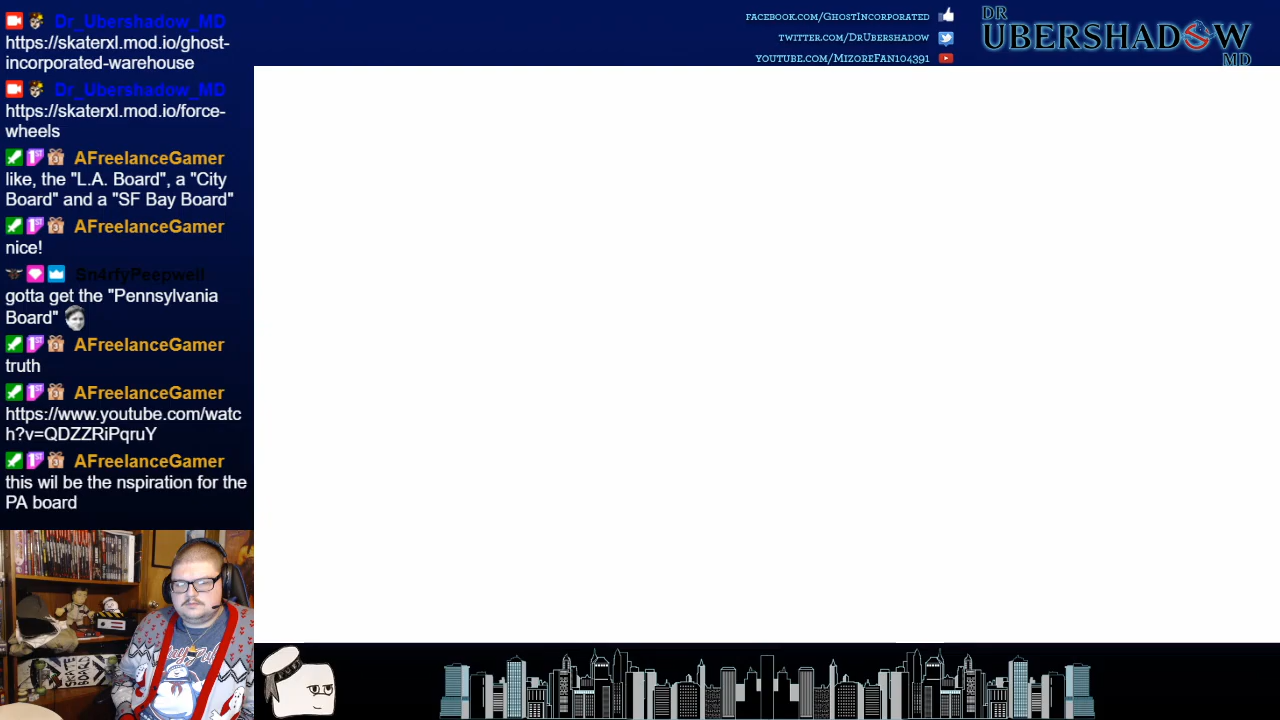 Dr_Ubershadow_MD
https://skaterxl.mod.io/ghost-
incorporated-warehouse
Dr_Ubershadow_MD
https://skaterxl.mod.io/force-
wheels
AFreelanceGamer
like, the "L.A. Board", a "City
Board" and a "SF Bay Board"
AFreelanceGamer
nice!
Sn4rfyPeepwell
gotta get the "Pennsylvania
Board"
AFreelanceGamer
truth
AFreelanceGamer
https://www.youtube.com/watc
h?v=QDZZRiPqruY
AFreelanceGamer
this wil be the nspiration for the
PA board
facebook.com/GhostIncorporated
twitter.com/DrUbershadow
youtube.com/MizoreFan104391
DR
UBERSHADOW
MD